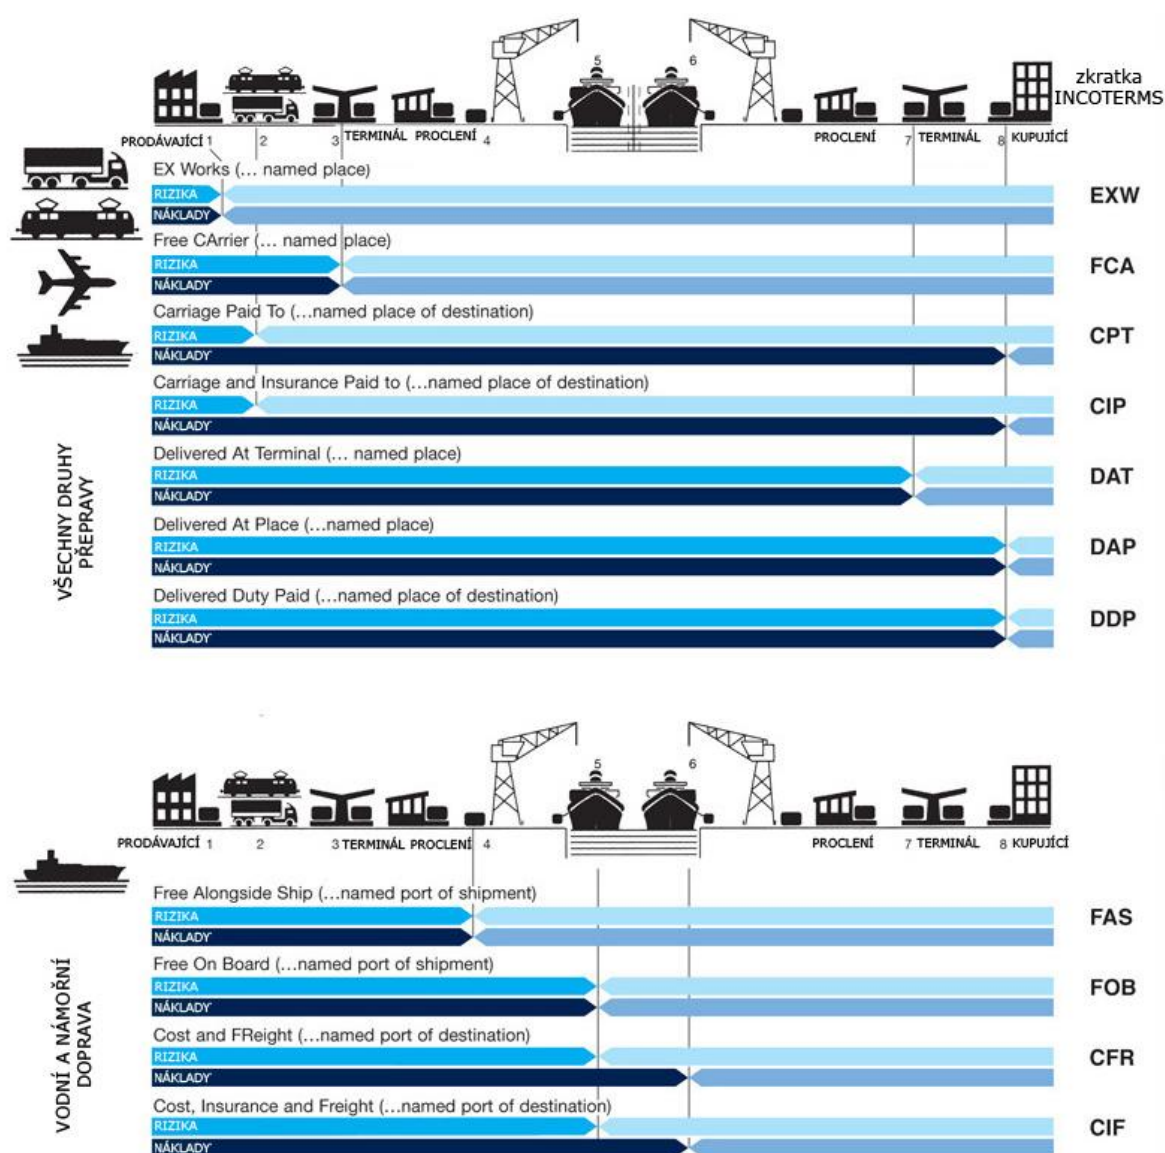 5 6
zkratka
INCOTERMS
PRODÁVAJÍCÍ 1 2 3 TERMINÁL PROCLENÍ 4 PROCLENÍ 7 TERMINÁL 8 KUPUJÍCÍ
EX Works (... named place)
RIZIKA
NÁKLADY
EXW
Free CArrier (... named place)
RIZIKA
NÁKLADY
FCA
Carriage Paid To (...named place of destination)
RIZIKA
NÁKLADY
CPT
Carriage and Insurance Paid to (...named place of destination)
RIZIKA
NÁKLADY
CIP
Delivered At Terminal (... named place)
RIZIKA
NÁKLADY
DAT
Delivered At Place (...named place)
RIZIKA
NÁKLADY
DAP
Delivered Duty Paid (...named place of destination)
RIZIKA
NÁKLADY
DDP
VŠECHNY DRUHY
PŘEPRAVY
5 6
PRODÁVAJÍCÍ 1 2 3 TERMINÁL PROCLENÍ 4 PROCLENÍ 7 TERMINÁL 8 KUPUJÍCÍ
Free Alongside Ship (...named port of shipment)
RIZIKA
NÁKLADY
FAS
Free On Board (...named port of shipment)
RIZIKA
NÁKLADY
FOB
Cost and FReight (...named port of destination)
RIZIKA
NÁKLADY
CFR
Cost, Insurance and Freight (...named port of destination)
RIZIKA
NÁKLADY
CIF
VODNÍ A NÁMOŘNÍ
DOPRAVA